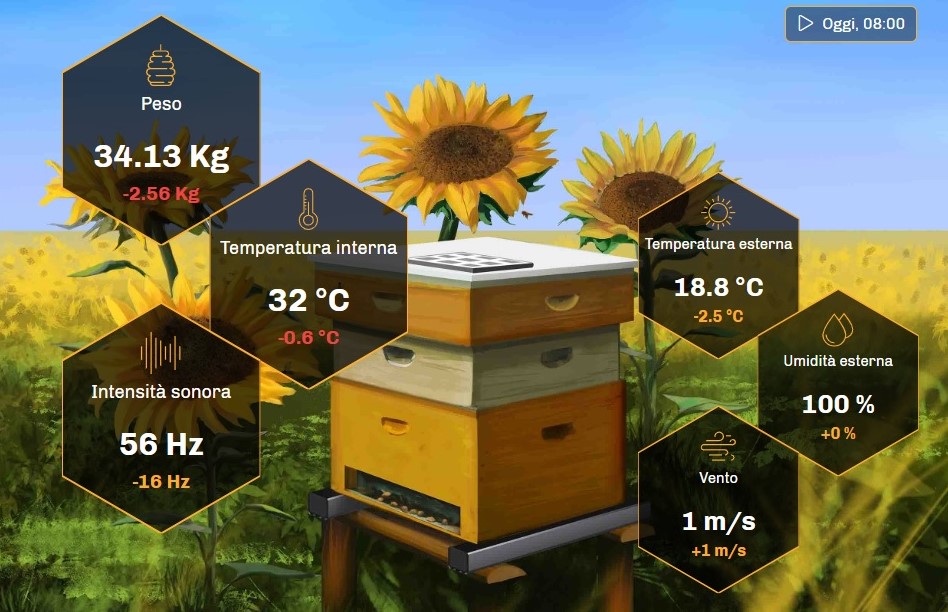 Oggi, 08:00
Peso
34.13 Kg
-2.56 Kg
Temperatura interna
32 °C
-0.6 °C
Temperatura esterna
18.8 °C
-2.5 °C
Intensità sonora
56 Hz
-16 Hz
Umidità esterna
100 %
+0 %
Vento
1 m/s
+1 m/s